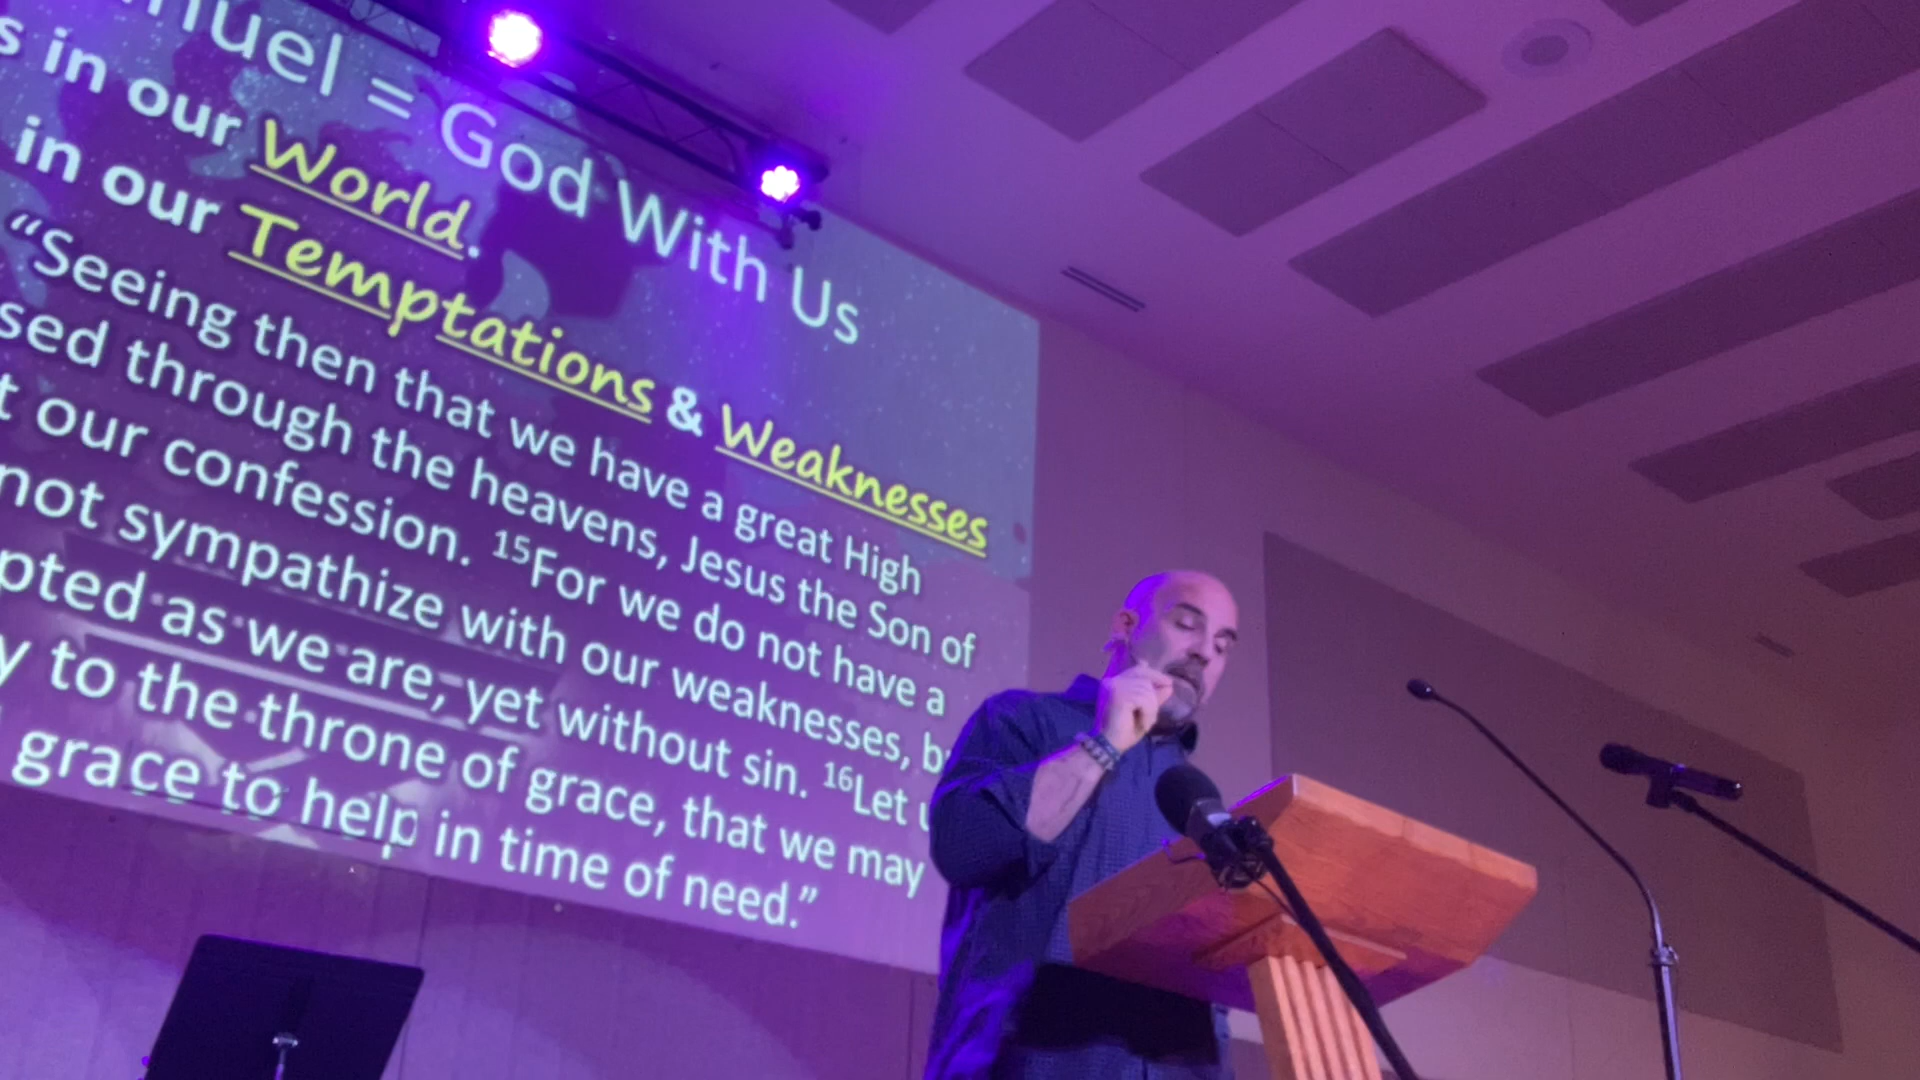 nuel = God With Us
s in our World.
in our Temptations & Weaknesses
“Seeing then that we have a great High
sed through the heavens, Jesus the Son of
t our confession. 15For we do not have a
not sympathize with our weaknesses, b
pted as we are, yet without sin. 16Let u
y to the throne of grace, that we may
grace to help in time of need.”